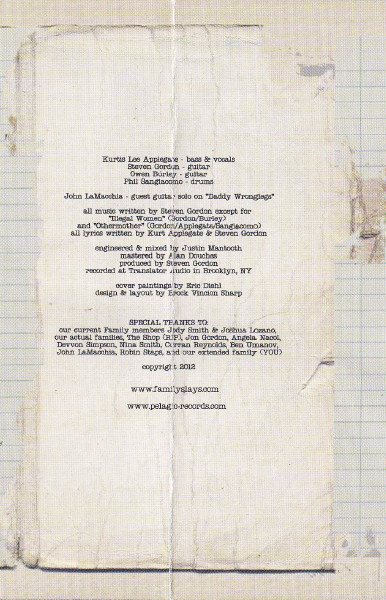 Kurtis Lee Applegate - bass & vocals
Steven Gordon - guitar
Owen Burley - guitar
Phil Sangiacomo - drums
John LaMacchia - guest guitar solo on "Daddy Wronglegs"
all music written by Steven Gordon except for
"Illegal Women" (Gordon/Burley)
and "Othermother" (Gordon/Applegate/Sangiacomo)
all lyrics written by Kurt Applegate & Steven Gordon
engineered & mixed by Justin Mantooth
mastered by Alan Douches
produced by Steven Gordon
recorded at Translator Audio in Brooklyn, NY
cover paintings by Eric Diehl
design & layout by Brock Vincion Sharp
SPECIAL THANKS TO:
our current Family members Jody Smith & Joshua Lozano,
our actual families, The Shop (RIP), Jon Gordon, Angela Nacol,
Devvon Simpson, Nina Smith, Curran Reynolds, Ben Umanov,
John LaMacchia, Robin Staps, and our extended family (YOU)
copyright 2012
www.familyslays.com
www.pelagic-records.com